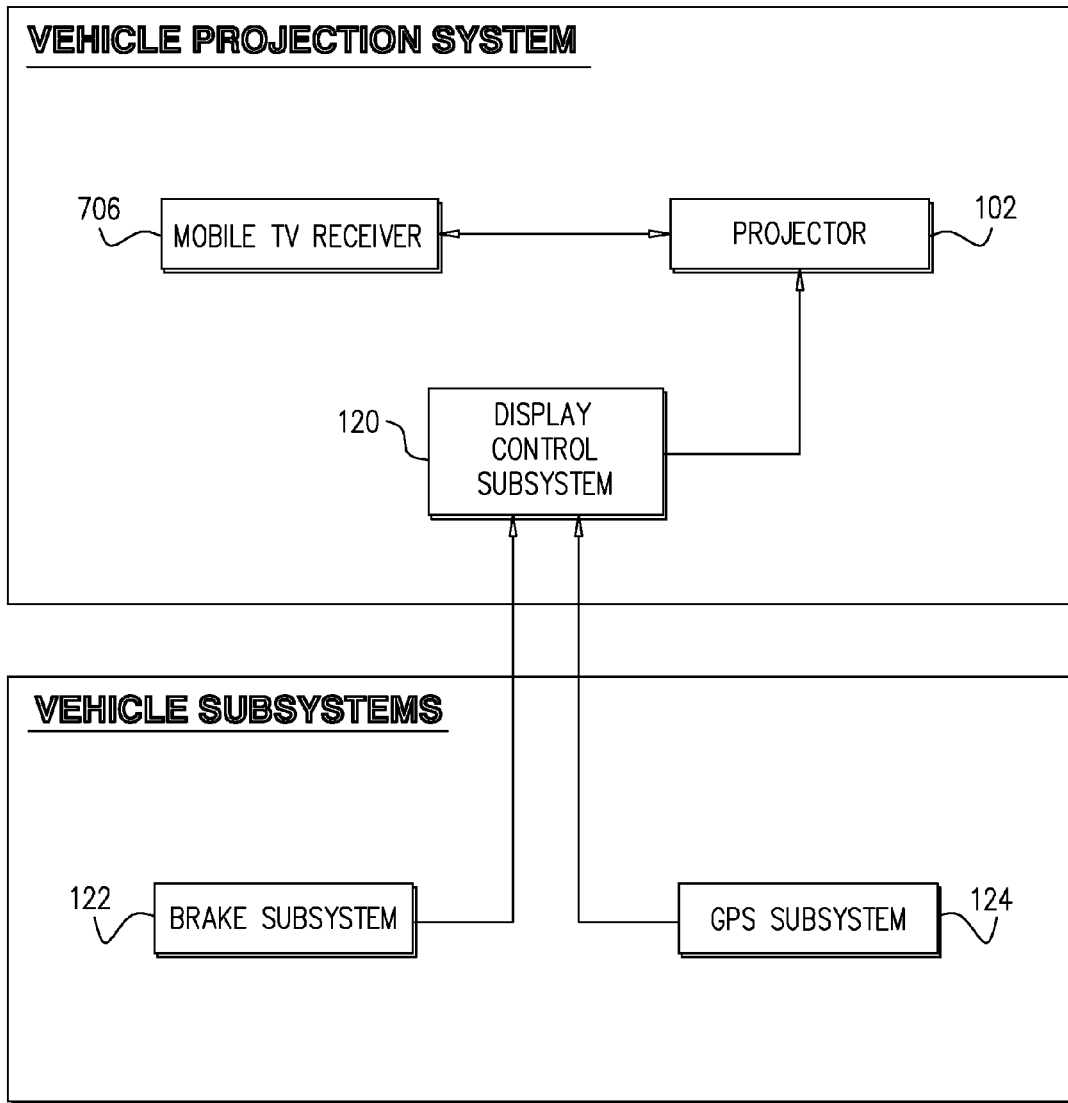 VEHICLE PROJECTION SYSTEM
706
MOBILE TV RECEIVER
PROJECTOR
102
120
DISPLAY
CONTROL
SUBSYSTEM
VEHICLE SUBSYSTEMS
122
BRAKE SUBSYSTEM
GPS SUBSYSTEM
124